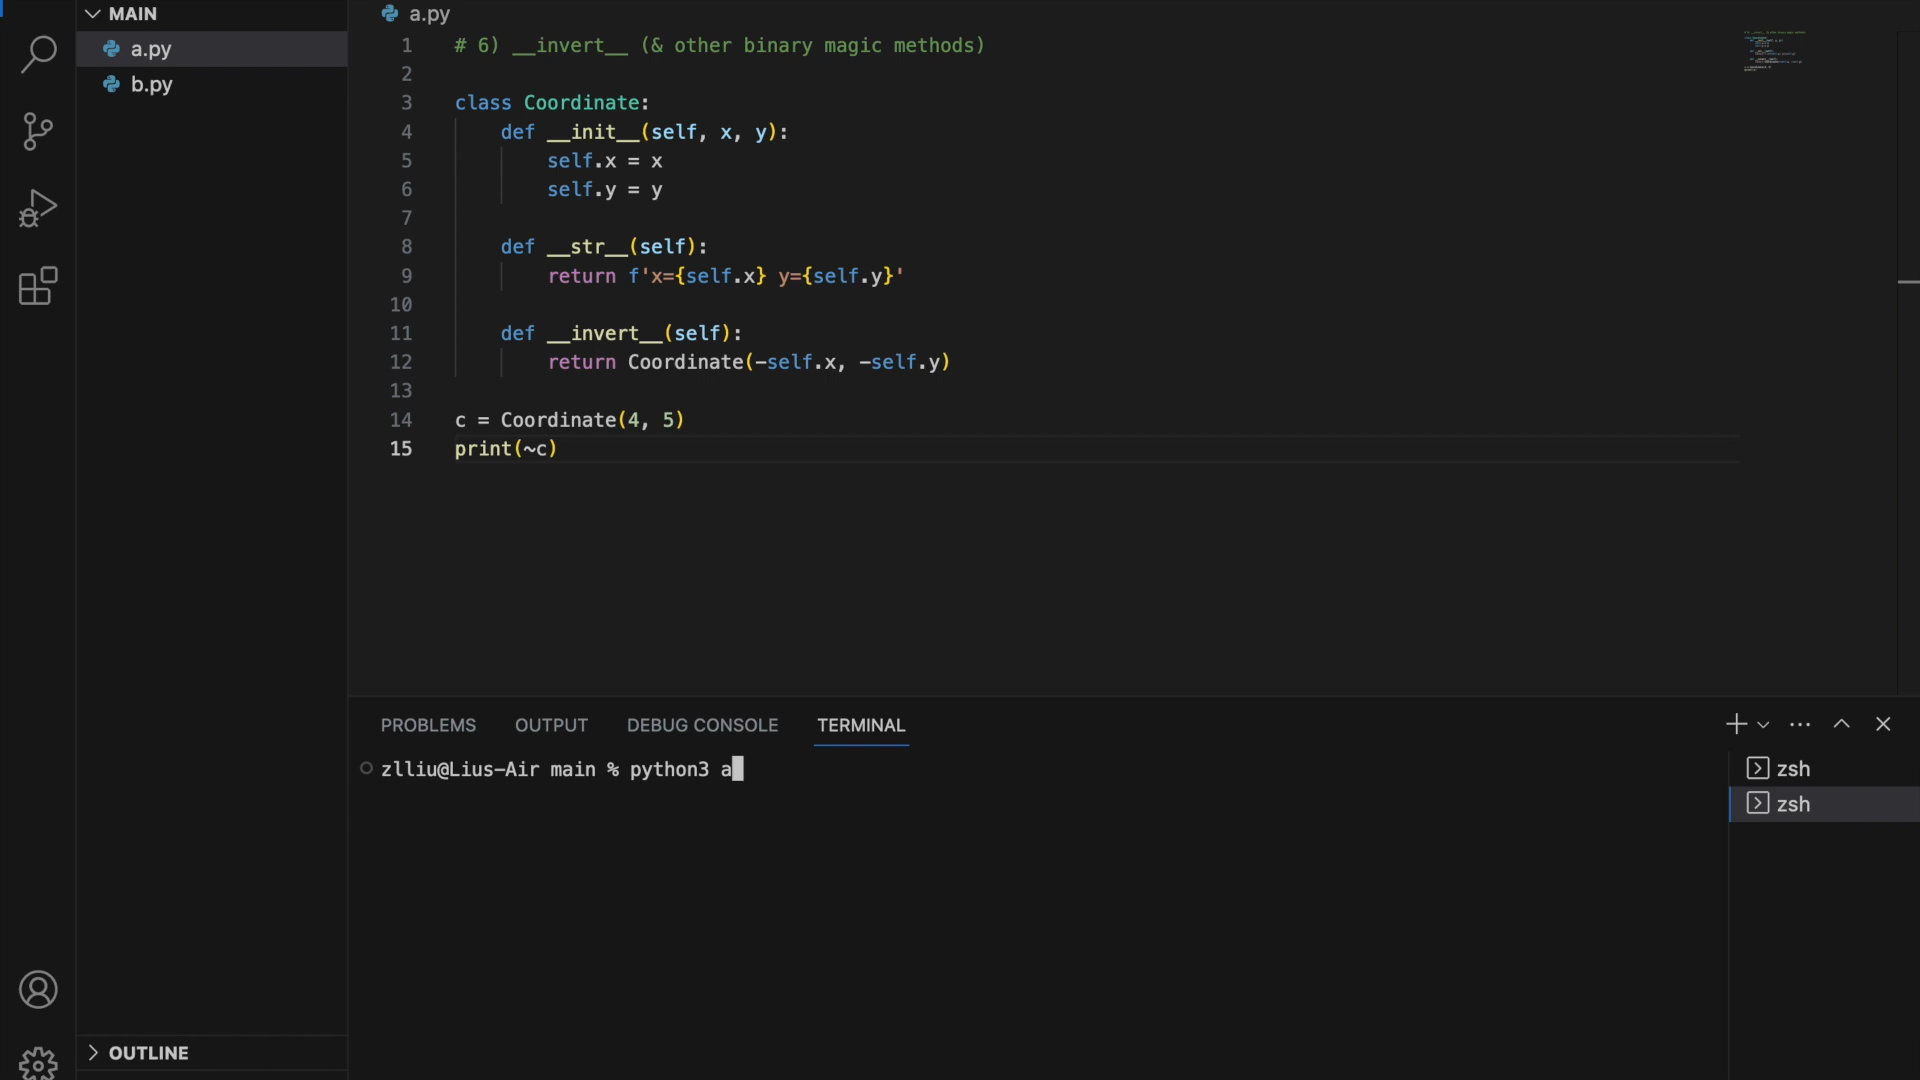 MAIN
a.py
b.py
OUTLINE
a.py
1 # 6) __invert__ (& other binary magic methods)
2
3 class Coordinate:
4     def __init__(self, x, y):
5         self.x = x
6         self.y = y
7
8     def __str__(self):
9         return f'x={self.x} y={self.y}'
10
11     def __invert__(self):
12         return Coordinate(-self.x, -self.y)
13
14 c = Coordinate(4, 5)
15 print(~c)
PROBLEMS OUTPUT DEBUG CONSOLE TERMINAL
zlliu@Lius-Air main % python3 a
zsh
zsh